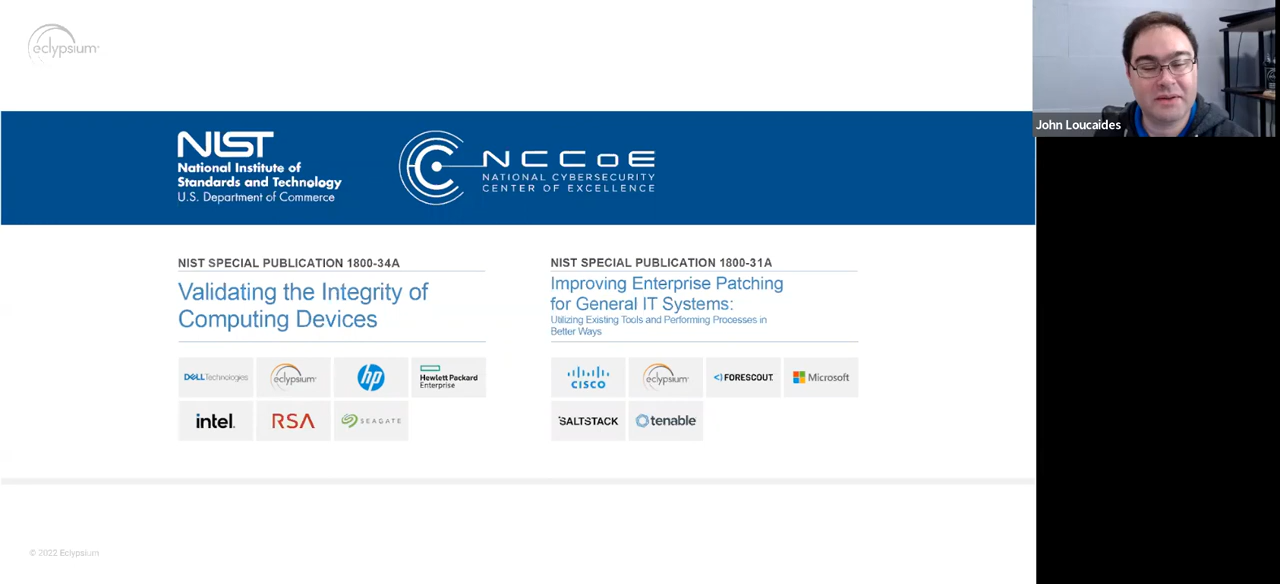 eclypsium
John Loucaides
NIST
National Institute of
Standards and Technology
U.S. Department of Commerce
NCCoE
NATIONAL CYBERSECURITY
CENTER OF EXCELLENCE
NIST SPECIAL PUBLICATION 1800-34A
Validating the Integrity of
Computing Devices
DELLTechnologies
eclypsium
hp
Hewlett Packard
Enterprise
intel.
RSA
SEAGATE
NIST SPECIAL PUBLICATION 1800-31A
Improving Enterprise Patching
for General IT Systems:
Utilizing Existing Tools and Performing Processes in
Better Ways
CISCO
eclypsium
FORESCOUT.
Microsoft
SALTSTACK
tenable
© 2022 Eclypsium